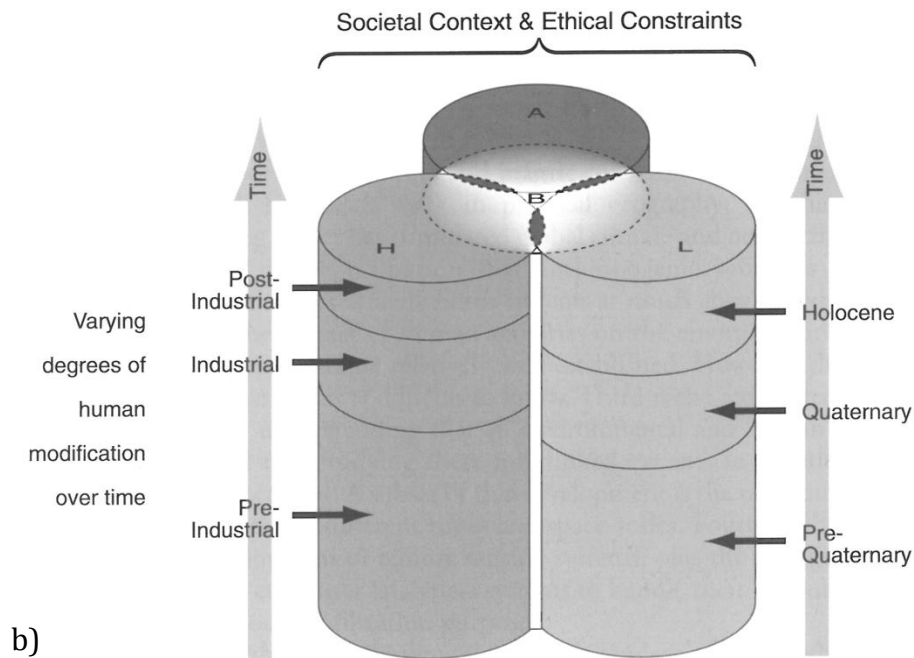 Societal Context & Ethical Constraints
A
Time
Time
B
H
L
Post-
Industrial
Holocene
Varying
degrees of
human
modification
over time
Industrial
Quaternary
Pre-
Industrial
Pre-
Quaternary
b)